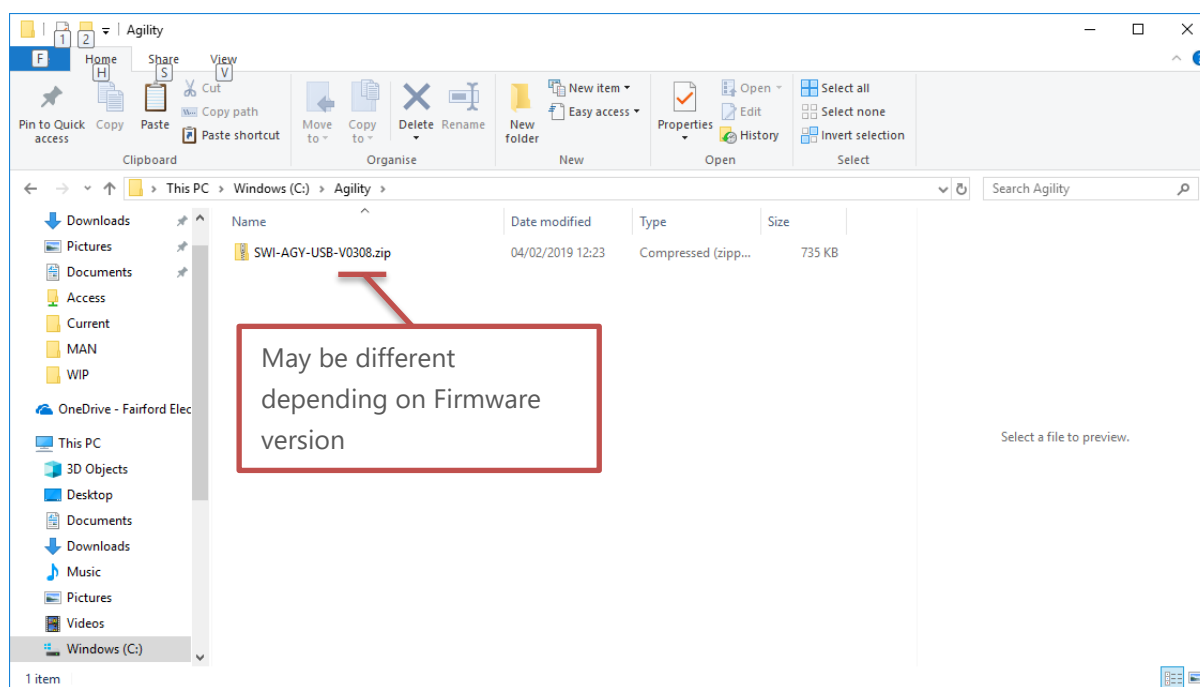 Agility
1 2
F Home Share View
H S V
Pin to Quick access
Copy
Paste
Cut
Copy path
Paste shortcut
Clipboard
Move to
Copy to
Delete
Rename
Organise
New folder
New item
Easy access
New
Properties
Open
Edit
History
Open
Select all
Select none
Invert selection
Select
This PC > Windows (C:) > Agility >
Search Agility
Name
Date modified
Type
Size
SWI-AGY-USB-V0308.zip
04/02/2019 12:23
Compressed (zipp...
735 KB
Downloads
Pictures
Documents
Access
Current
MAN
WIP
OneDrive - Fairford Elec
This PC
3D Objects
Desktop
Documents
Downloads
Music
Pictures
Videos
Windows (C:)
May be different
depending on Firmware
version
Select a file to preview.
1 item